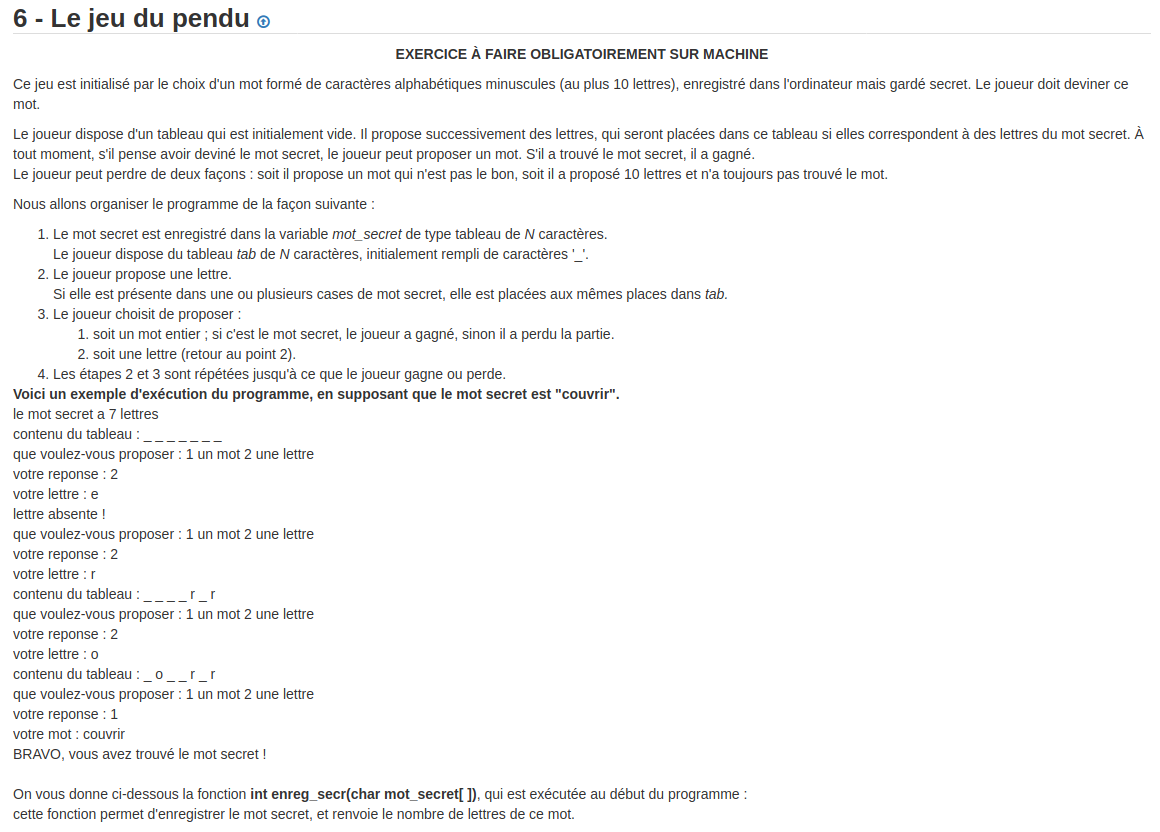 6 - Le jeu du pendu
EXERCICE À FAIRE OBLIGATOIREMENT SUR MACHINE
Ce jeu est initialisé par le choix d'un mot formé de caractères alphabétiques minuscules (au plus 10 lettres), enregistré dans l'ordinateur mais gardé secret. Le joueur doit deviner ce
mot.
Le joueur dispose d'un tableau qui est initialement vide. Il propose successivement des lettres, qui seront placées dans ce tableau si elles correspondent à des lettres du mot secret. À
tout moment, s'il pense avoir deviné le mot secret, le joueur peut proposer un mot. S'il a trouvé le mot secret, il a gagné.
Le joueur peut perdre de deux façons : soit il propose un mot qui n'est pas le bon, soit il a proposé 10 lettres et n'a toujours pas trouvé le mot.
Nous allons organiser le programme de la façon suivante :
1. Le mot secret est enregistré dans la variable mot_secret de type tableau de N caractères.
Le joueur dispose du tableau tab de N caractères, initialement rempli de caractères '_'.
2. Le joueur propose une lettre.
Si elle est présente dans une ou plusieurs cases de mot secret, elle est placées aux mêmes places dans tab.
3. Le joueur choisit de proposer :
1. soit un mot entier ; si c'est le mot secret, le joueur a gagné, sinon il a perdu la partie.
2. soit une lettre (retour au point 2).
4. Les étapes 2 et 3 sont répétées jusqu'à ce que le joueur gagne ou perde.
Voici un exemple d'exécution du programme, en supposant que le mot secret est "couvrir".
le mot secret a 7 lettres
contenu du tableau : _ _ _ _ _ _ _
que voulez-vous proposer : 1 un mot 2 une lettre
votre reponse : 2
votre lettre : e
lettre absente !
que voulez-vous proposer : 1 un mot 2 une lettre
votre reponse : 2
votre lettre : r
contenu du tableau : _ _ _ _ r _ r
que voulez-vous proposer : 1 un mot 2 une lettre
votre reponse : 2
votre lettre : o
contenu du tableau : _ o _ _ r _ r
que voulez-vous proposer : 1 un mot 2 une lettre
votre reponse : 1
votre mot : couvrir
BRAVO, vous avez trouvé le mot secret !
On vous donne ci-dessous la fonction int enreg_secr(char mot_secret[ ]), qui est exécutée au début du programme :
cette fonction permet d'enregistrer le mot secret, et renvoie le nombre de lettres de ce mot.